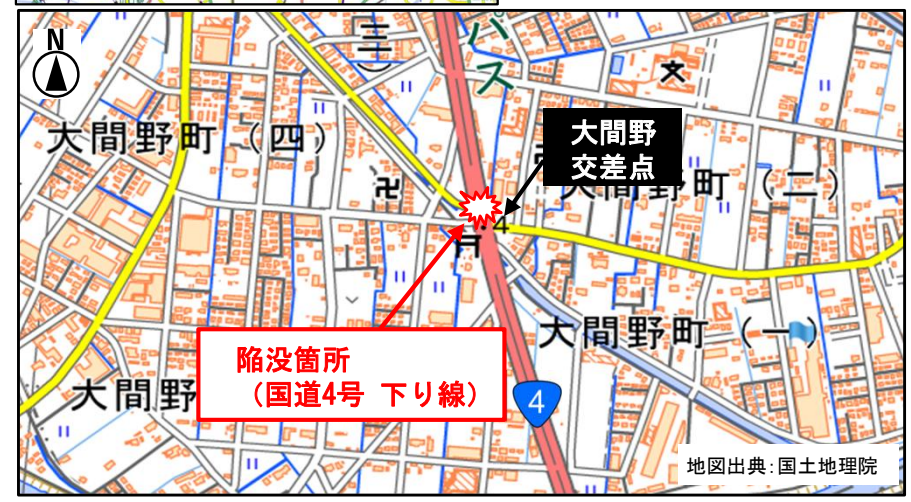 N
バス
(三)
大間野
交差点
大間野町(四)
大間野町(二)
4
大間野町(一)
陥没箇所
(国道4号 下り線)
大間野
4
地図出典:国土地理院